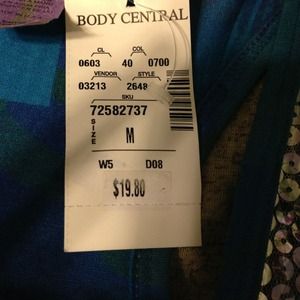 BODY CENTRAL
CL COL
0603 40 0700
VENDOR STYLE
03213 2648
SKU
72582737
SIZE M
W5 D08
$19.80